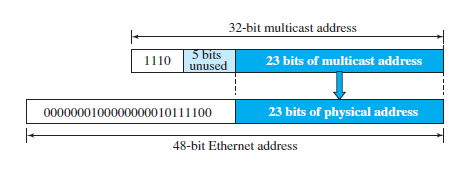 32-bit multicast address
1110
5 bits
unused
23 bits of multicast address
0000000100000000010111100
23 bits of physical address
48-bit Ethernet address